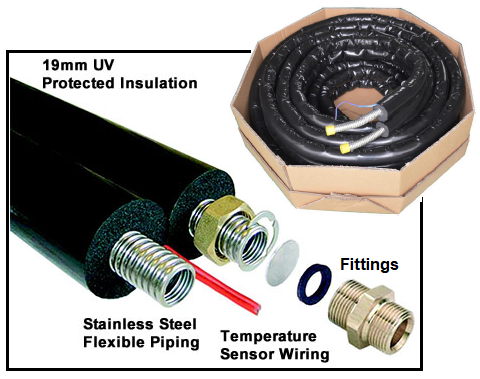 19mm UV
Protected Insulation
Fittings
Stainless Steel
Flexible Piping
Temperature
Sensor Wiring